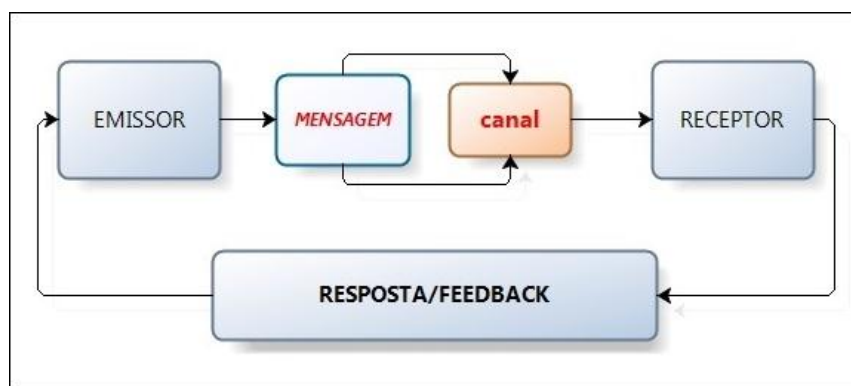 EMISSOR
MENSAGEM
canal
RECEPTOR
RESPOSTA/FEEDBACK